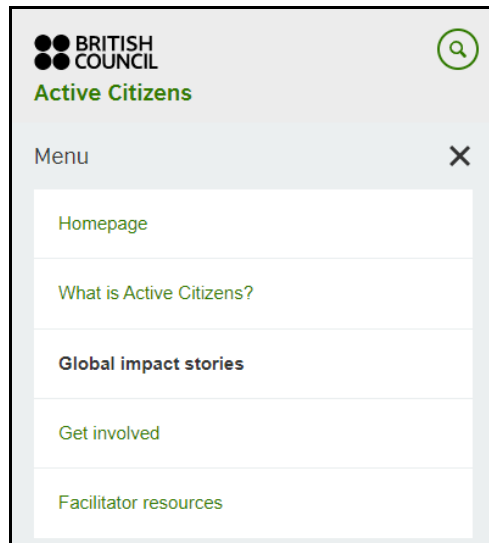 BRITISH
COUNCIL
Active Citizens
Menu
Homepage
What is Active Citizens?
Global impact stories
Get involved
Facilitator resources